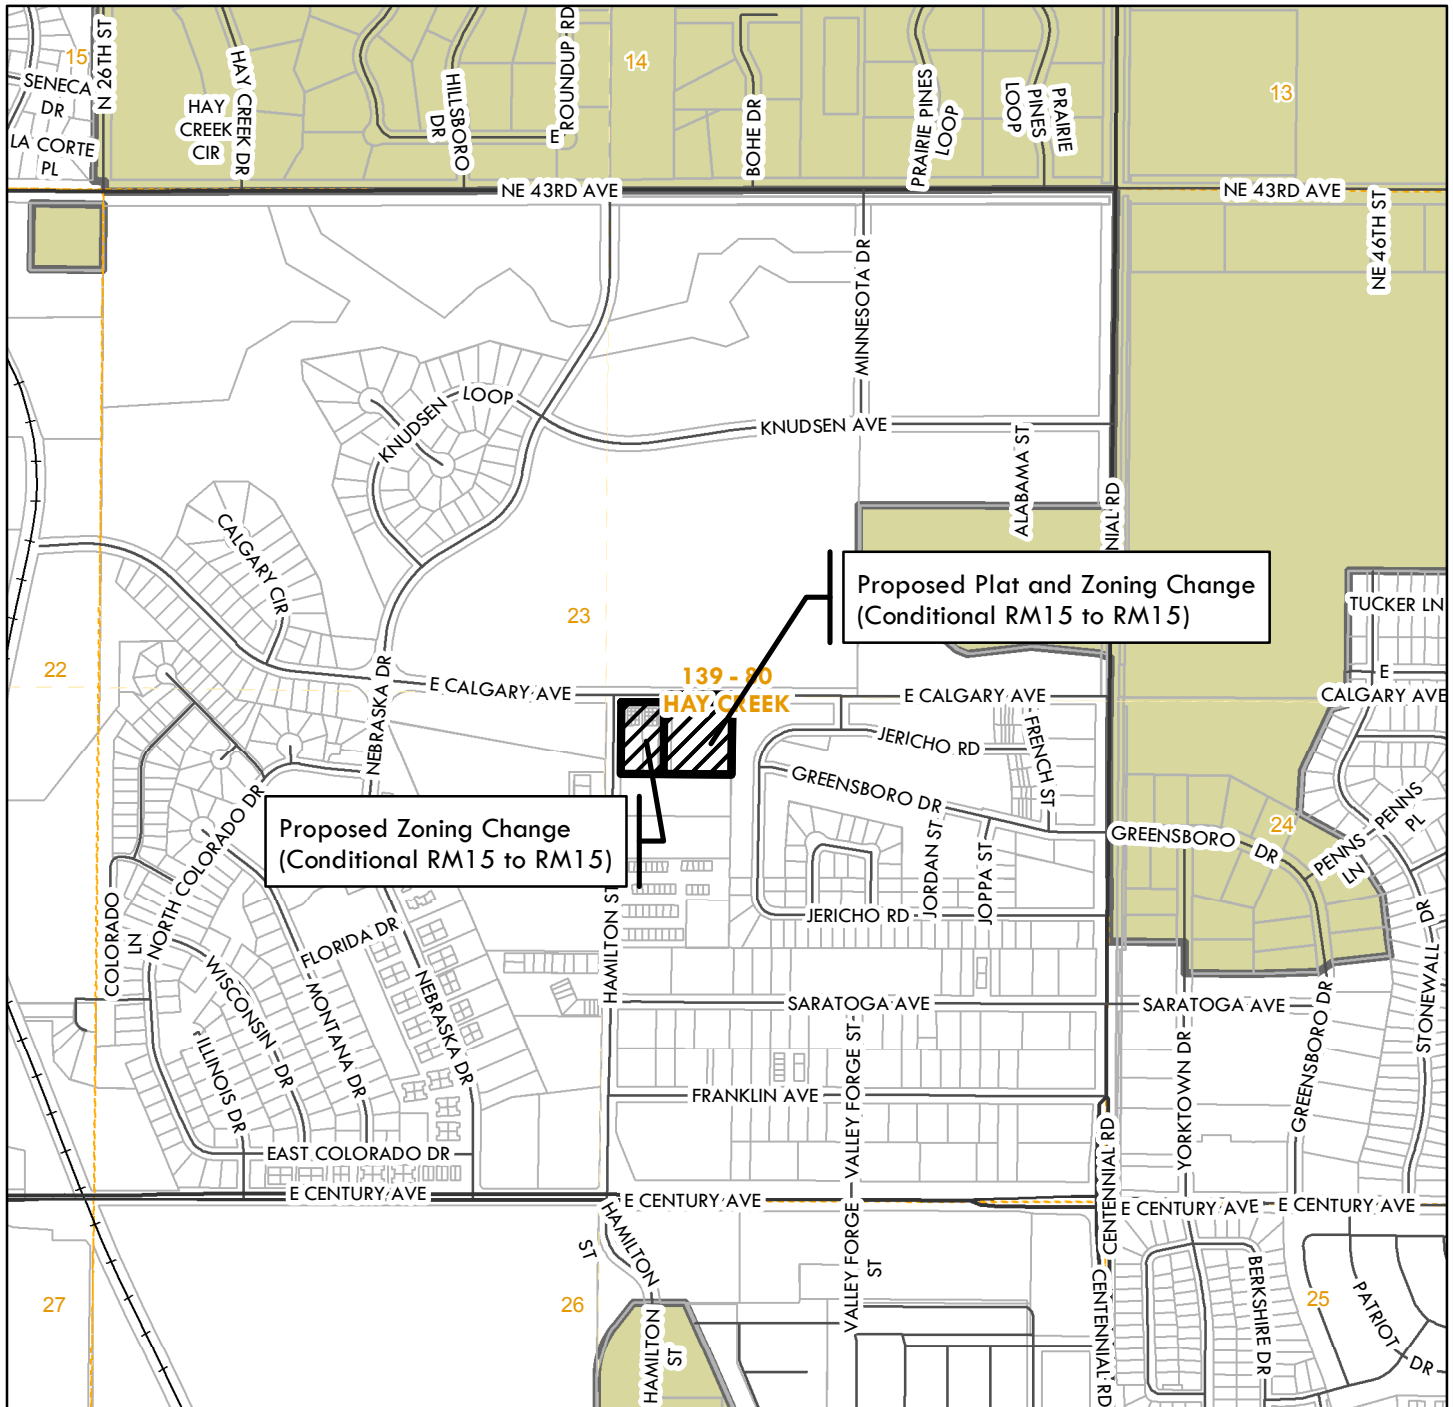 15
N 26TH ST
SENECA
DR
LA CORTE
PL
HAY
CREEK
CIR
HAY CREEK DR
HILLSBORO
DR
E
ROUNDUP RD
14
BOHE DR
PRAIRIE PINES
LOOP
PRAIRIE
PINES
LOOP
13
NE 43RD AVE
NE 43RD AVE
NE 46TH ST
MINNESOTA DR
KNUDSEN
LOOP
KNUDSEN AVE
ALABAMA ST
NIAL RD
CALGARY CIR
Proposed Plat and Zoning Change
(Conditional RM15 to RM15)
TUCKER LN
23
22
NEBRASKA DR
E CALGARY AVE
139 - 80
HAY CREEK
E CALGARY AVE
E
CALGARY AVE
JERICHO RD
FRENCH ST
GREENSBORO DR
NORTH COLORADO DR
Proposed Zoning Change
(Conditional RM15 to RM15)
JORDAN ST
JOPPA ST
GREENSBORO
DR
24
PENNS
PL
PENNS
LN
COLORADO
LN
HAMILTON ST
JERICHO RD
FLORIDA DR
WISCONSIN
DR
MONTANA DR
NEBRASKA DR
ILLINOIS DR
SARATOGA AVE
SARATOGA AVE
STONEWALL
DR
GREENSBORO DR
YORKTOWN DR
VALLEY FORGE ST
FRANKLIN AVE
EAST COLORADO DR
E CENTURY AVE
E CENTURY AVE
E CENTURY AVE
E CENTURY AVE
CENTENNIAL RD
HAMILTON
ST
VALLEY FORGE
ST
27
26
25
HAMILTON
ST
CENTENNIAL RD
BERKSHIRE DR
PATRIOT
DR